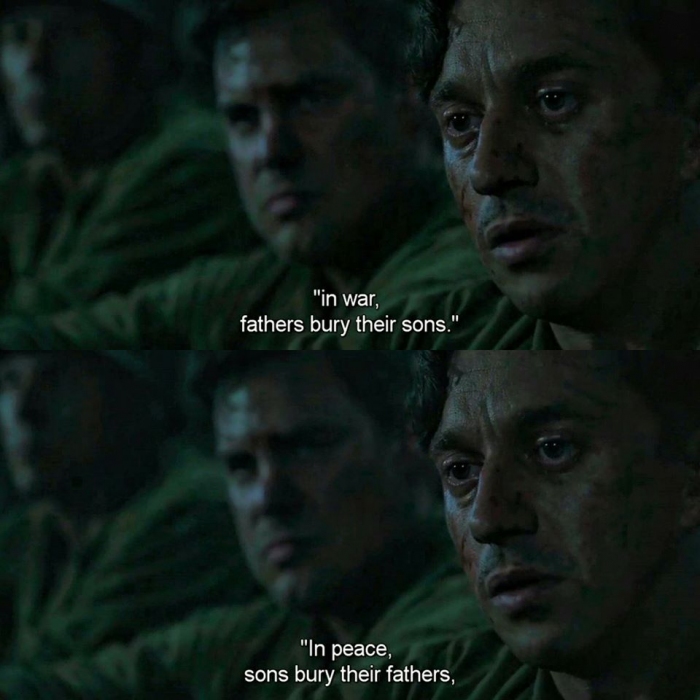 "in war,
fathers bury their sons."
"In peace,
sons bury their fathers,